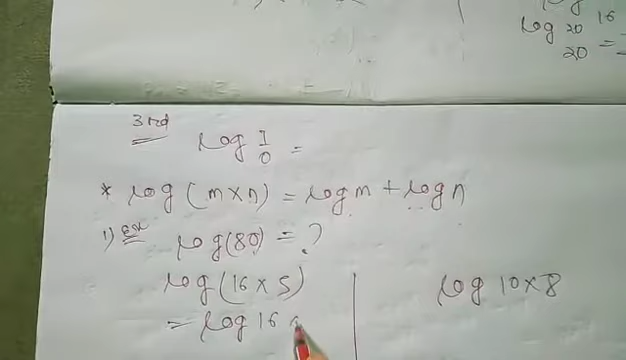 log 20 16
20 =
3rd
log I
0 =
* log (m×n) = log m + log n
1) Ex log(80) = ?
log (16 × 5)
= log 16
log 10×8